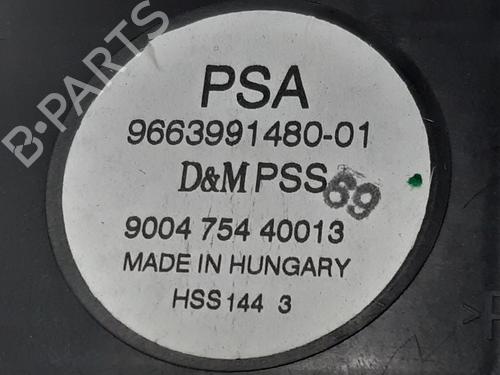 B-PARTS
PSA
9663991480-01
D&M PSS 69
9004 754 40013
MADE IN HUNGARY
HSS 144 3